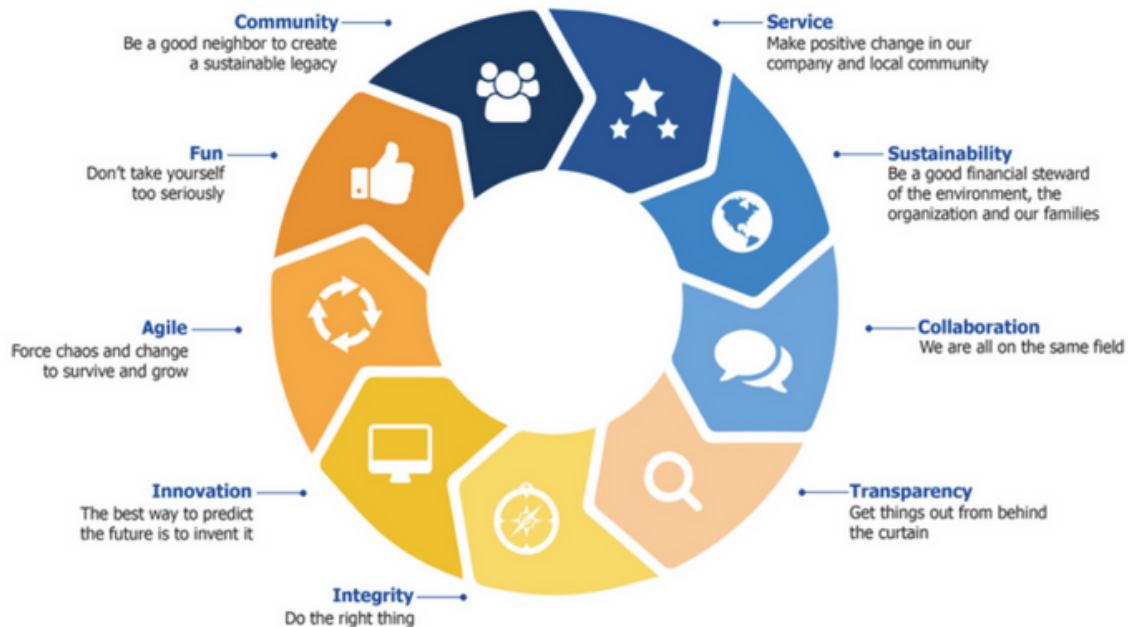 Community
Be a good neighbor to create
a sustainable legacy
Service
Make positive change in our
company and local community
Fun
Don't take yourself
too seriously
Sustainability
Be a good financial steward
of the environment, the
organization and our families
Agile
Force chaos and change
to survive and grow
Collaboration
We are all on the same field
Innovation
The best way to predict
the future is to invent it
Transparency
Get things out from behind
the curtain
Integrity
Do the right thing